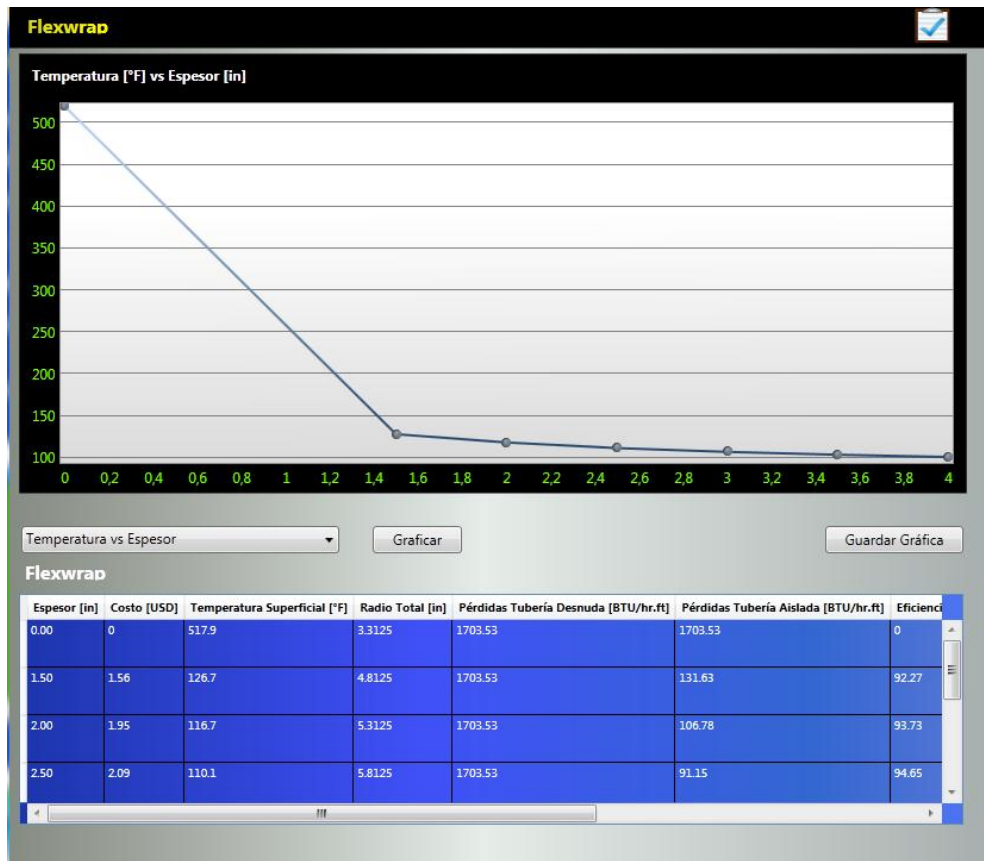 Flexwrap
Temperatura [°F] vs Espesor [in]
500
450
400
350
300
250
200
150
100
0 0,2 0,4 0,6 0,8 1 1,2 1,4 1,6 1,8 2 2,2 2,4 2,6 2,8 3 3,2 3,4 3,6 3,8 4
Temperatura vs Espesor Graficar Guardar Gráfica
Flexwrap
Espesor [in] Costo [USD] Temperatura Superficial [°F] Radio Total [in] Pérdidas Tubería Desnuda [BTU/hr.ft] Pérdidas Tubería Aislada [BTU/hr.ft] Eficienci
0.00 0 517.9 3.3125 1703.53 1703.53 0
1.50 1.56 126.7 4.8125 1703.53 131.63 92.27
2.00 1.95 116.7 5.3125 1703.53 106.78 93.73
2.50 2.09 110.1 5.8125 1703.53 91.15 94.65